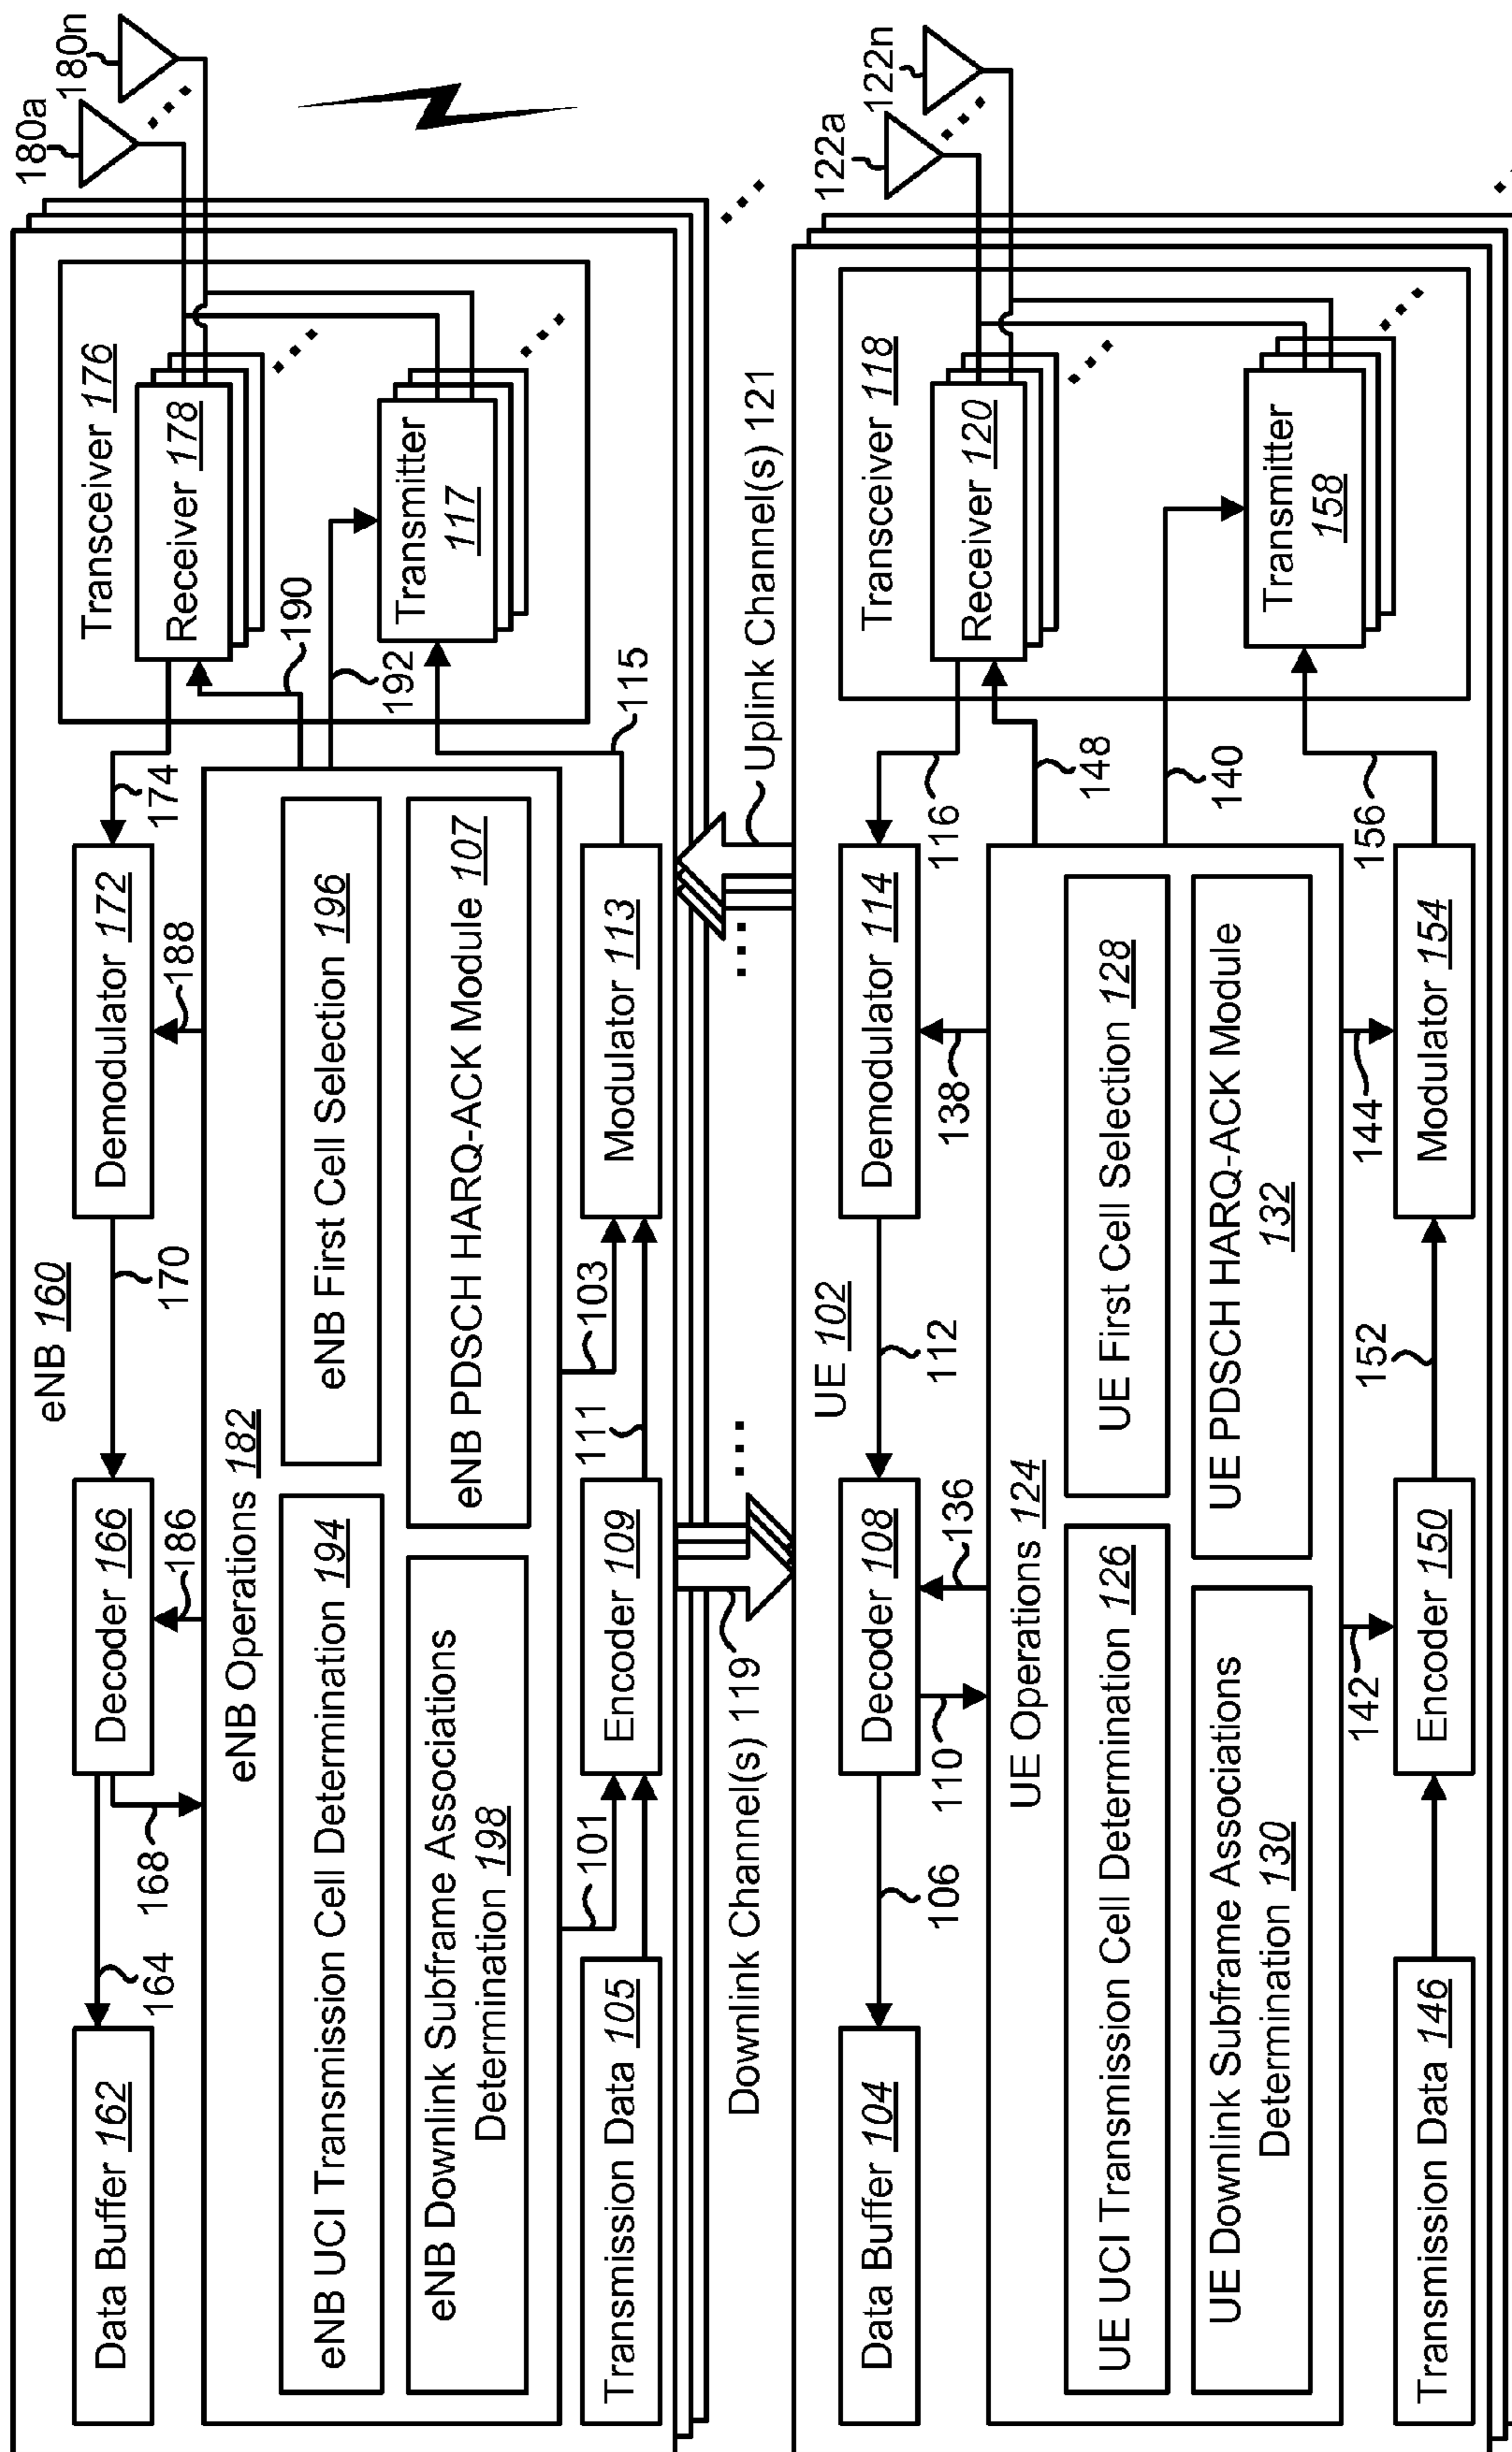 eNB 160
Data Buffer 162
164
Decoder 166
168
186
170
Demodulator 172
188
174
Transceiver 176
Receiver 178
190
192
Transmitter
117
180a
180n
eNB Operations 182
eNB UCI Transmission Cell Determination 194
eNB First Cell Selection 196
eNB Downlink Subframe Associations
Determination 198
eNB PDSCH HARQ-ACK Module 107
101
103
Transmission Data 105
Encoder 109
111
Modulator 113
115
Downlink Channel(s) 119
Uplink Channel(s) 121
UE 102
Data Buffer 104
106
Decoder 108
110
136
112
Demodulator 114
138
116
Transceiver 118
Receiver 120
148
140
Transmitter
158
122a
122n
UE Operations 124
UE UCI Transmission Cell Determination 126
UE First Cell Selection 128
UE Downlink Subframe Associations
Determination 130
UE PDSCH HARQ-ACK Module
132
142
144
Transmission Data 146
Encoder 150
152
Modulator 154
156